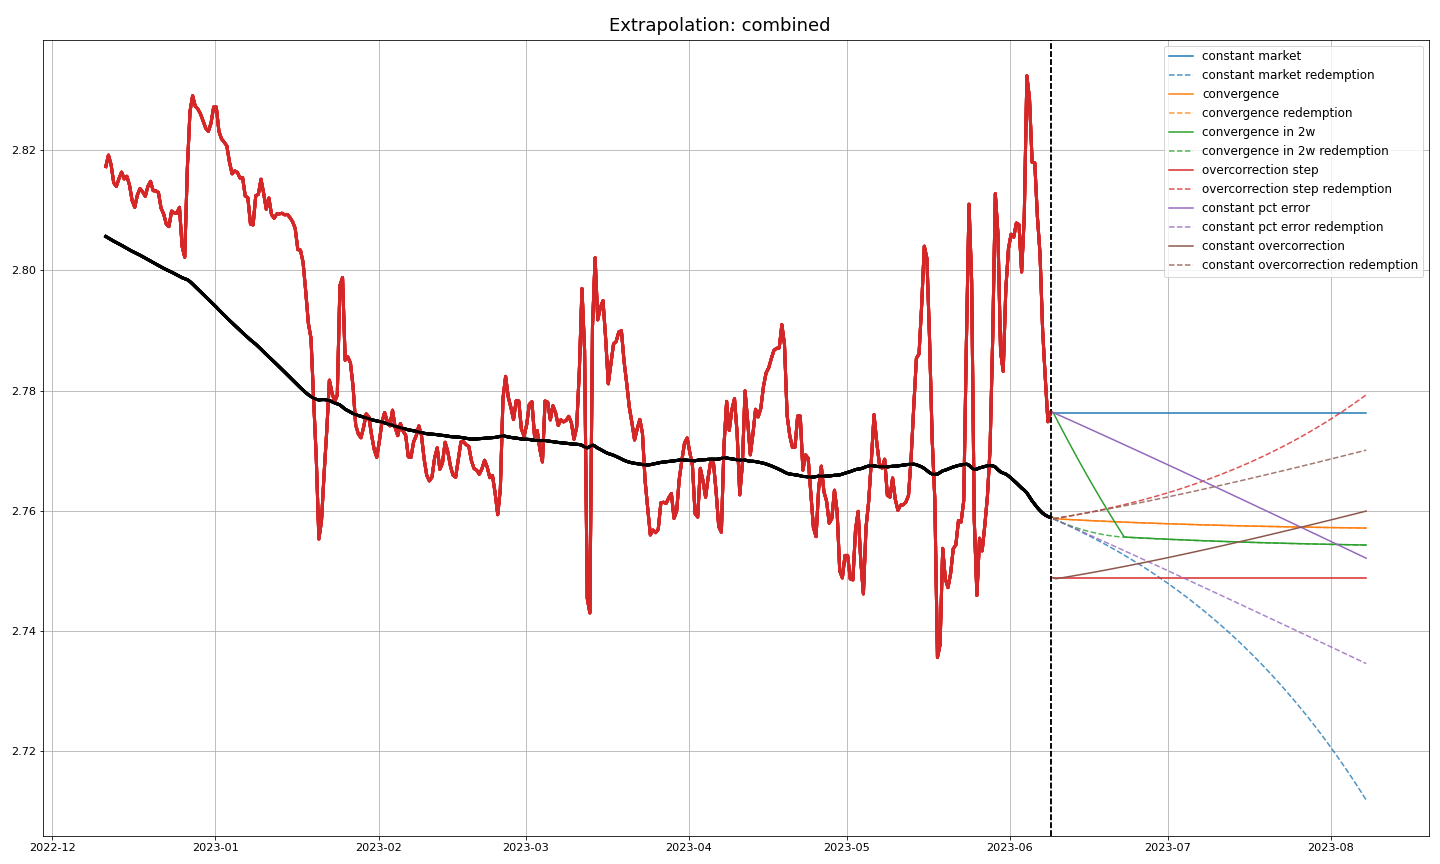 Extrapolation: combined
constant market
constant market redemption
convergence
convergence redemption
convergence in 2w
convergence in 2w redemption
overcorrection step
overcorrection step redemption
constant pct error
constant pct error redemption
constant overcorrection
constant overcorrection redemption
2.82
2.80
2.78
2.76
2.74
2.72
2022-12
2023-01
2023-02
2023-03
2023-04
2023-05
2023-06
2023-07
2023-08